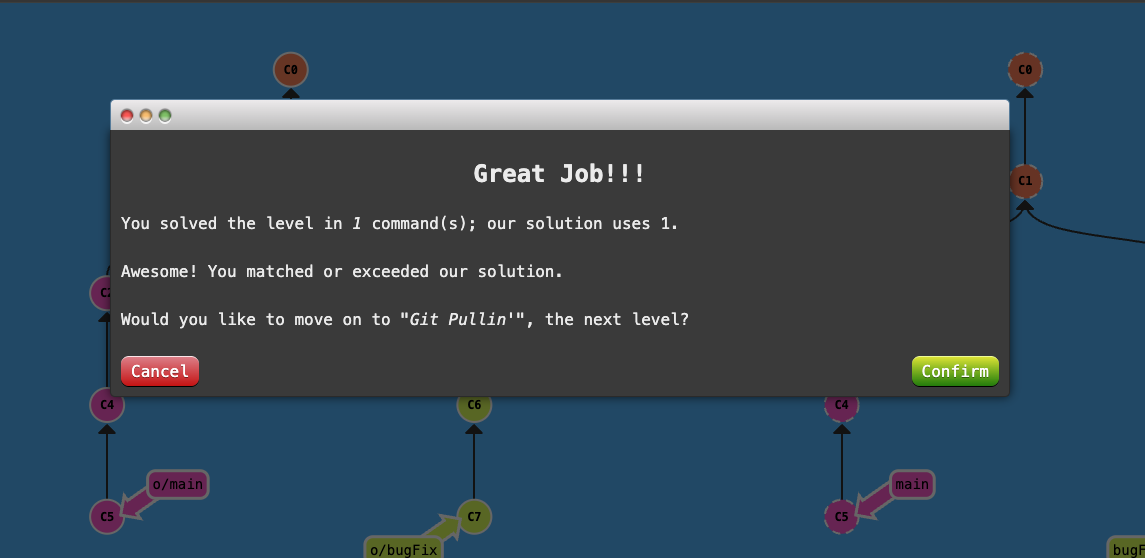 C0
C0
Great Job!!!
C1
You solved the level in 1 command(s); our solution uses 1.
Awesome! You matched or exceeded our solution.
Would you like to move on to "Git Pullin'", the next level?
Cancel
Confirm
C4
C6
C4
o/main
main
C5
C7
C5
o/bugFix